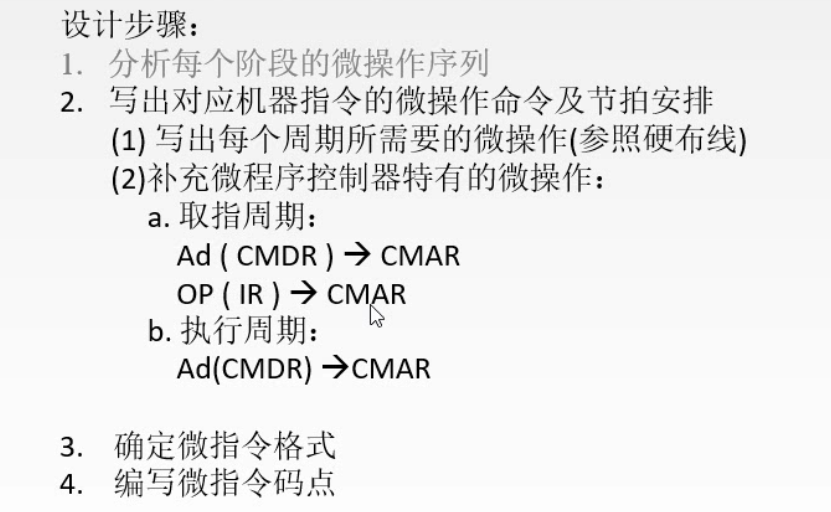 设计步骤：
1. 分析每个阶段的微操作序列
2. 写出对应机器指令的微操作命令及节拍安排
(1) 写出每个周期所需要的微操作(参照硬布线)
(2)补充微程序控制器特有的微操作：
a. 取指周期：
Ad ( CMDR ) → CMAR
OP ( IR ) → CMAR
b. 执行周期：
Ad(CMDR) →CMAR
3. 确定微指令格式
4. 编写微指令码点